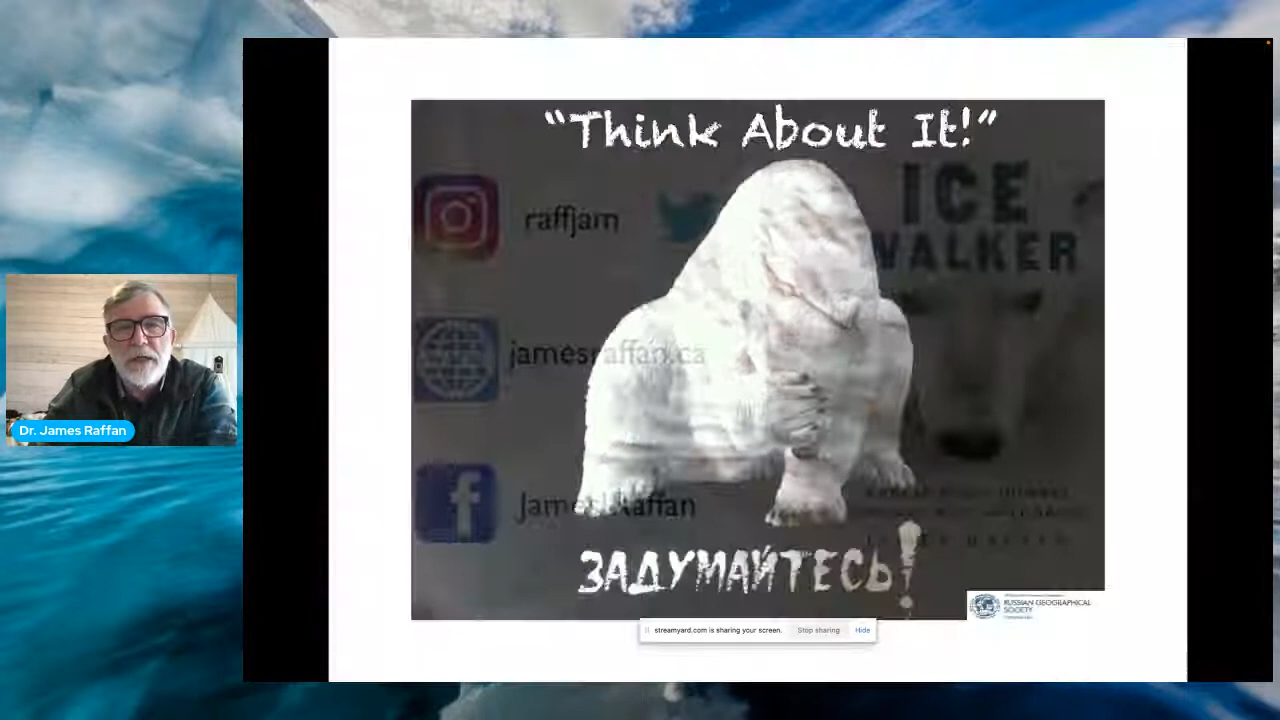 “Think About It!”
ICE
WALKER
raffjam
jamesraffan.ca
Dr. James Raffan
James Raffan
ЗАДУМАЙТЕСЬ!
RUSSIAN GEOGRAPHICAL
SOCIETY
streamyard.com is sharing your screen. Stop sharing Hide